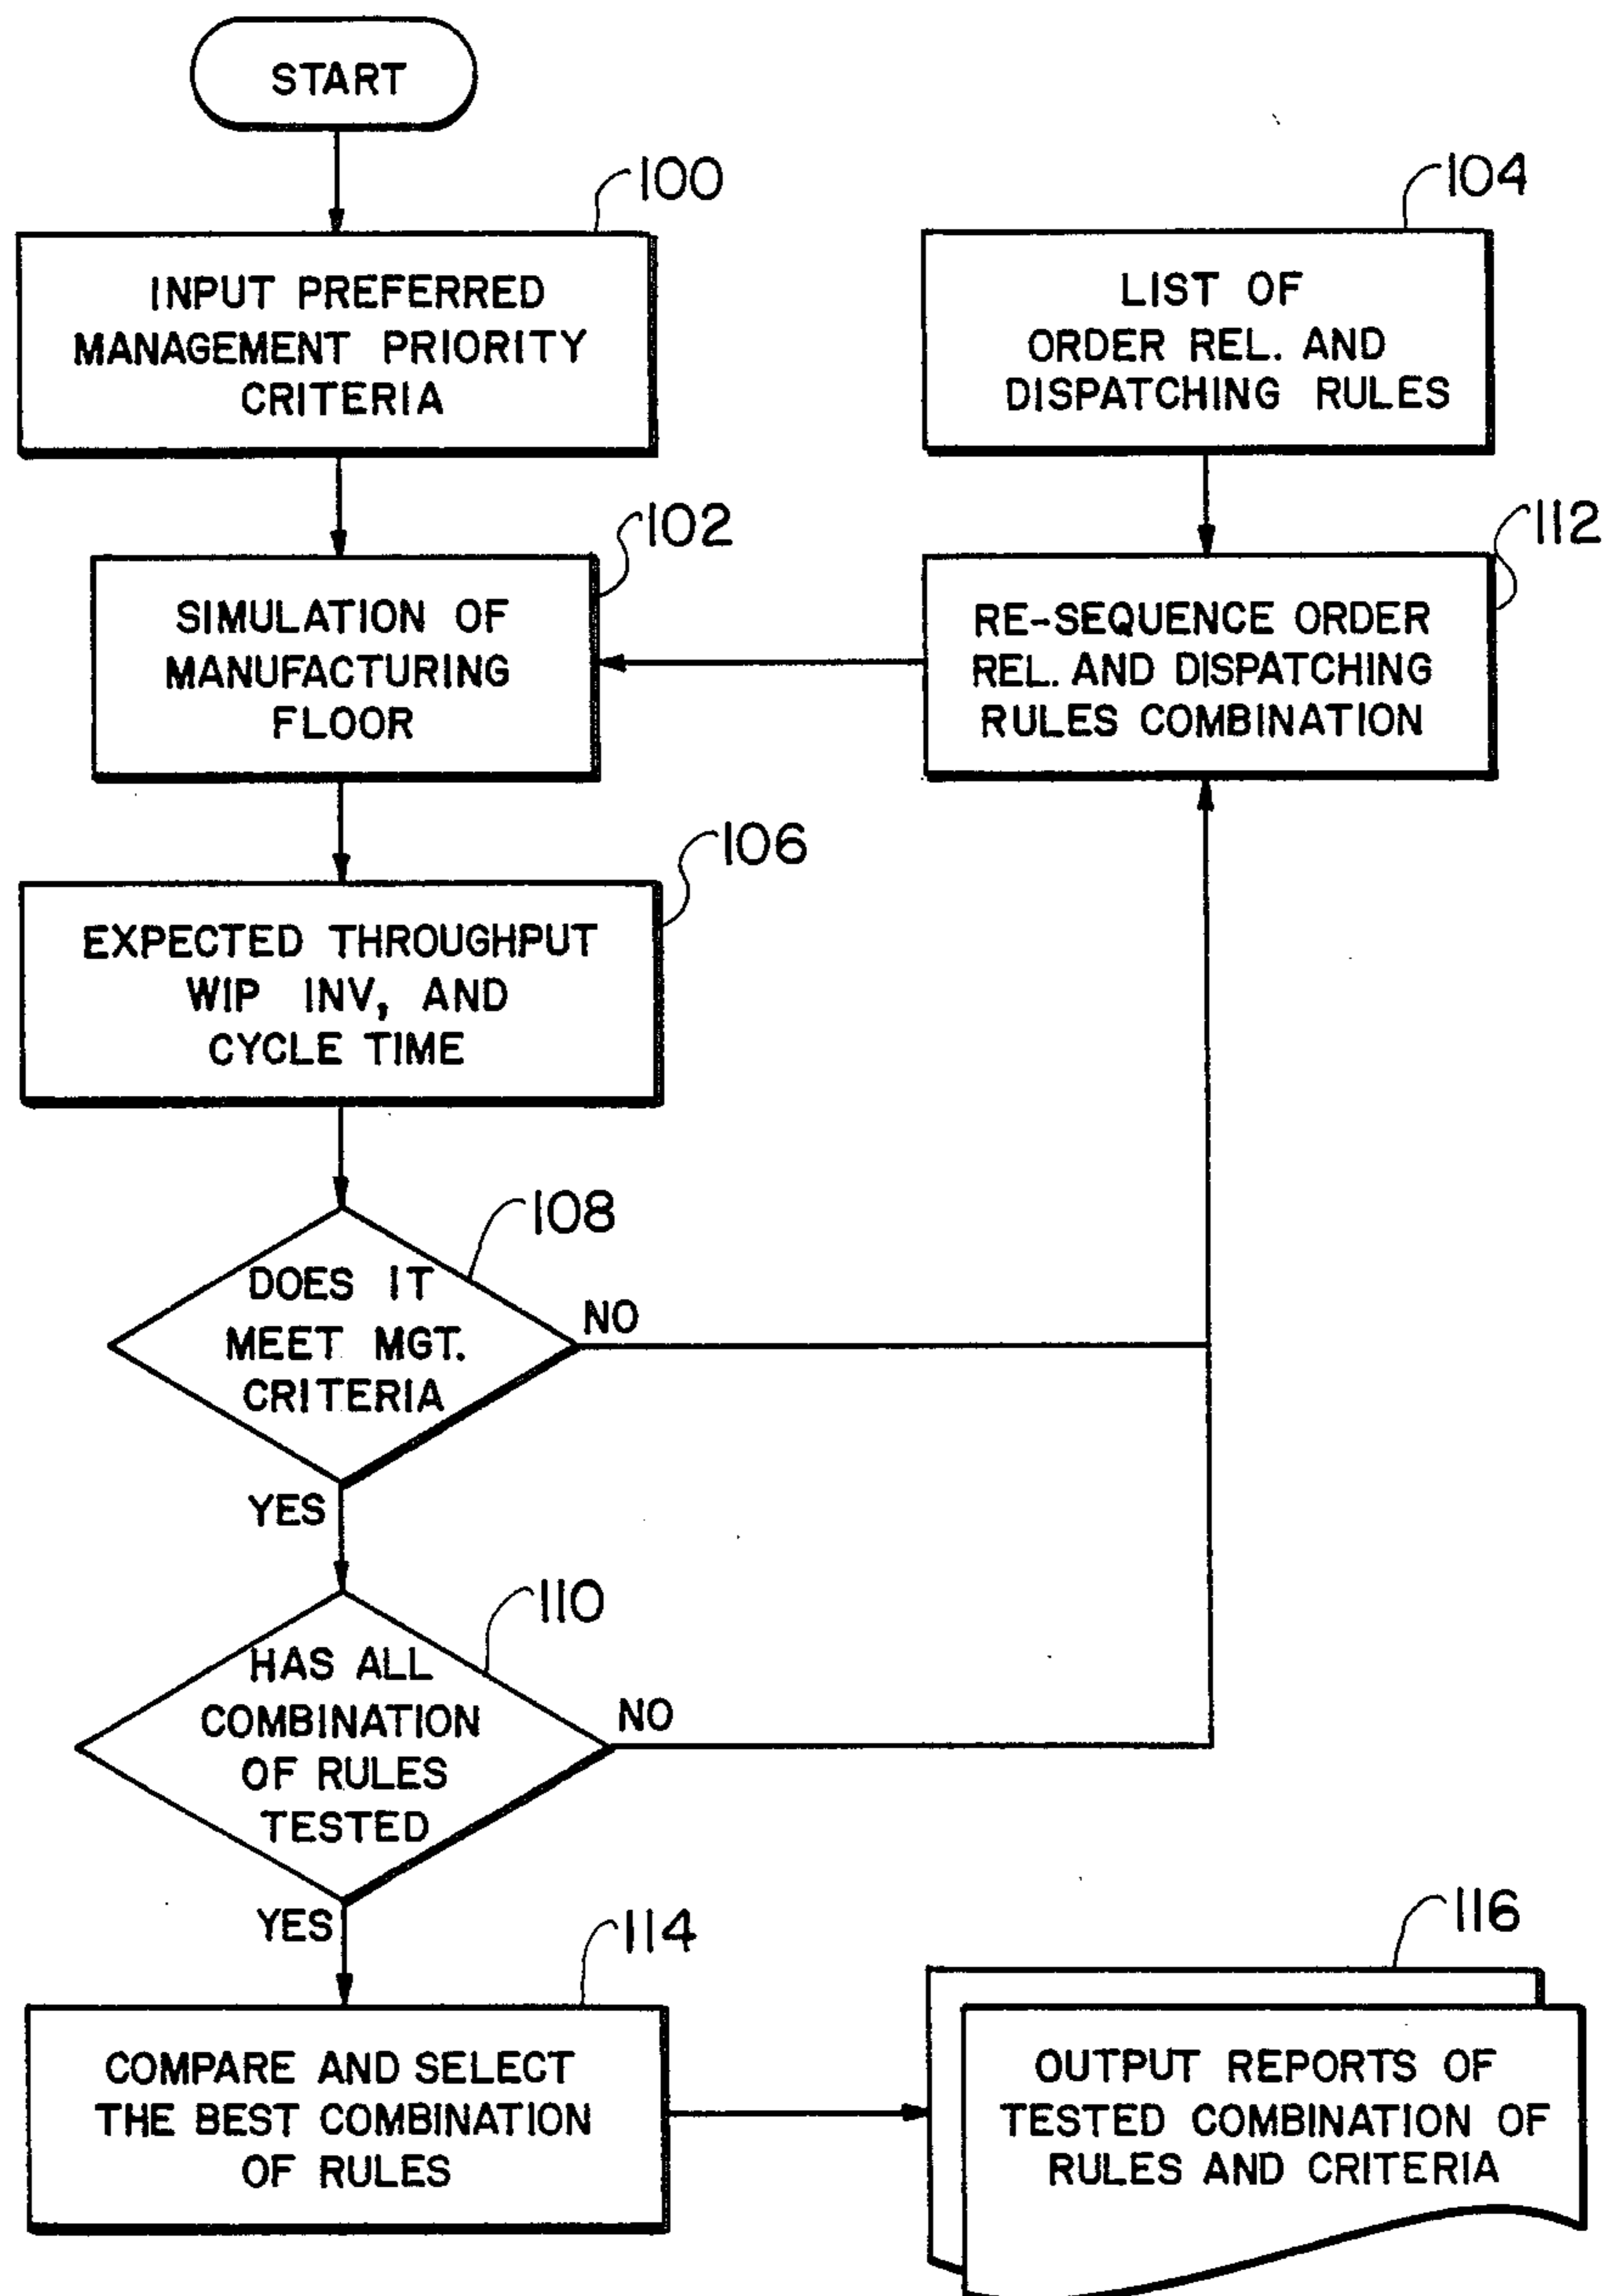 START
100
INPUT PREFERRED
MANAGEMENT PRIORITY
CRITERIA
104
LIST OF
ORDER REL. AND
DISPATCHING RULES
102
SIMULATION OF
MANUFACTURING
FLOOR
112
RE-SEQUENCE ORDER
REL. AND DISPATCHING
RULES COMBINATION
106
EXPECTED THROUGHPUT
WIP INV, AND
CYCLE TIME
108
DOES IT
MEET MGT.
CRITERIA
NO
YES
110
HAS ALL
COMBINATION
OF RULES
TESTED
NO
YES
114
COMPARE AND SELECT
THE BEST COMBINATION
OF RULES
116
OUTPUT REPORTS OF
TESTED COMBINATION OF
RULES AND CRITERIA